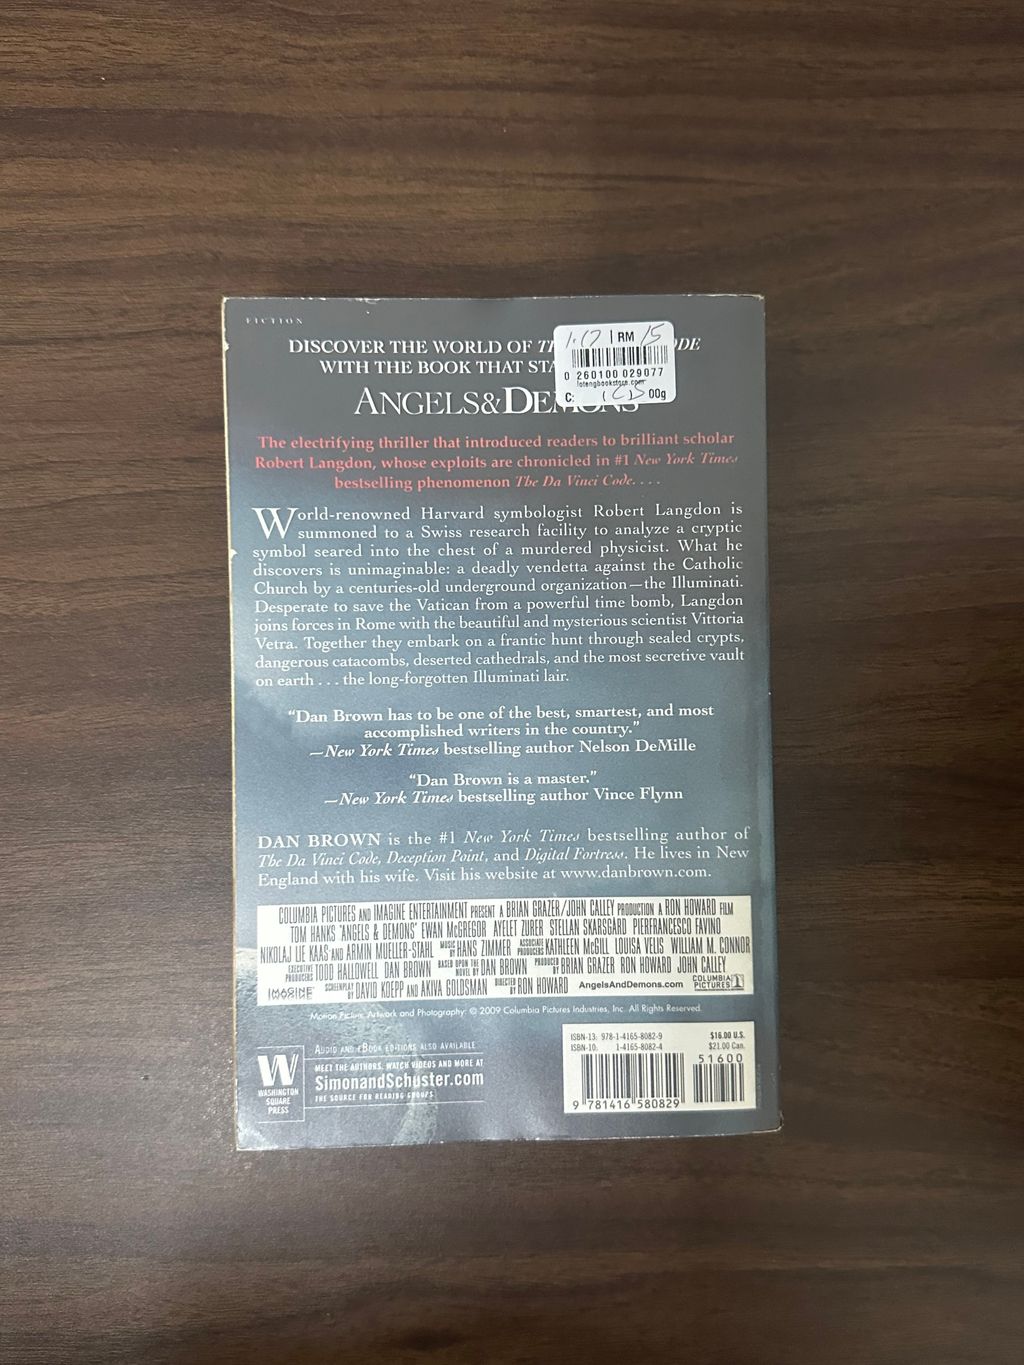 FICTION
DISCOVER THE WORLD OF ODE
WITH THE BOOK THAT
ANGELS&DEMONS
RM 15
0 260100 029077
lotengbookstore.com
C: 00g
The electrifying thriller that introduced readers to brilliant scholar
Robert Langdon, whose exploits are chronicled in #1 New York Times
bestselling phenomenon The Da Vinci Code. . . .
World-renowned Harvard symbologist Robert Langdon is
summoned to a Swiss research facility to analyze a cryptic
symbol seared into the chest of a murdered physicist. What he
discovers is unimaginable: a deadly vendetta against the Catholic
Church by a centuries-old underground organization—the Illuminati.
Desperate to save the Vatican from a powerful time bomb, Langdon
joins forces in Rome with the beautiful and mysterious scientist Vittoria
Vetra. Together they embark on a frantic hunt through sealed crypts,
dangerous catacombs, deserted cathedrals, and the most secretive vault
on earth . . . the long-forgotten Illuminati lair.
“Dan Brown has to be one of the best, smartest, and most
accomplished writers in the country.”
—New York Times bestselling author Nelson DeMille
“Dan Brown is a master.”
—New York Times bestselling author Vince Flynn
DAN BROWN is the #1 New York Times bestselling author of
The Da Vinci Code, Deception Point, and Digital Fortress. He lives in New
England with his wife. Visit his website at www.danbrown.com.
COLUMBIA PICTURES AND IMAGINE ENTERTAINMENT PRESENT A BRIAN GRAZER/JOHN CALLEY PRODUCTION A RON HOWARD FILM
TOM HANKS "ANGELS & DEMONS" EWAN McGREGOR AYELET ZURER STELLAN SKARSGÅRD PIERFRANCESCO FAVINO
NIKOLAJ LIE KAAS AND ARMIN MUELLER-STAHL MUSIC BY HANS ZIMMER ASSOCIATE PRODUCERS KATHLEEN McGILL LOUISA VELIS WILLIAM M. CONNOR
EXECUTIVE PRODUCERS TODD HALLOWELL DAN BROWN BASED UPON THE NOVEL BY DAN BROWN PRODUCED BY BRIAN GRAZER RON HOWARD JOHN CALLEY
IMAGINE SCREENPLAY BY DAVID KOEPP AND AKIVA GOLDSMAN DIRECTED BY RON HOWARD AngelsAndDemons.com COLUMBIA PICTURES
Motion Picture Artwork and Photography: © 2009 Columbia Pictures Industries, Inc. All Rights Reserved.
W
WASHINGTON
SQUARE
PRESS
AUDIO AND EBOOK EDITIONS ALSO AVAILABLE
MEET THE AUTHORS, WATCH VIDEOS AND MORE AT
SimonandSchuster.com
THE SOURCE FOR READING GROUPS
ISBN-13: 978-1-4165-8082-9 $16.00 U.S.
ISBN-10: 1-4165-8082-4 $21.00 Can.
51600
9 781416 580829